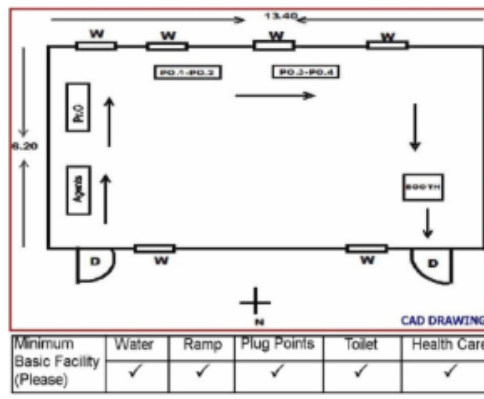 13.40
W W W W
PO.1-PO.2 PO.3-PO.4
6.20
Pr.O
Agents
BOOTH
D W W D
N
CAD DRAWING
Minimum Basic Facility (Please) Water Ramp Plug Points Toilet Health Care
✓ ✓ ✓ ✓ ✓